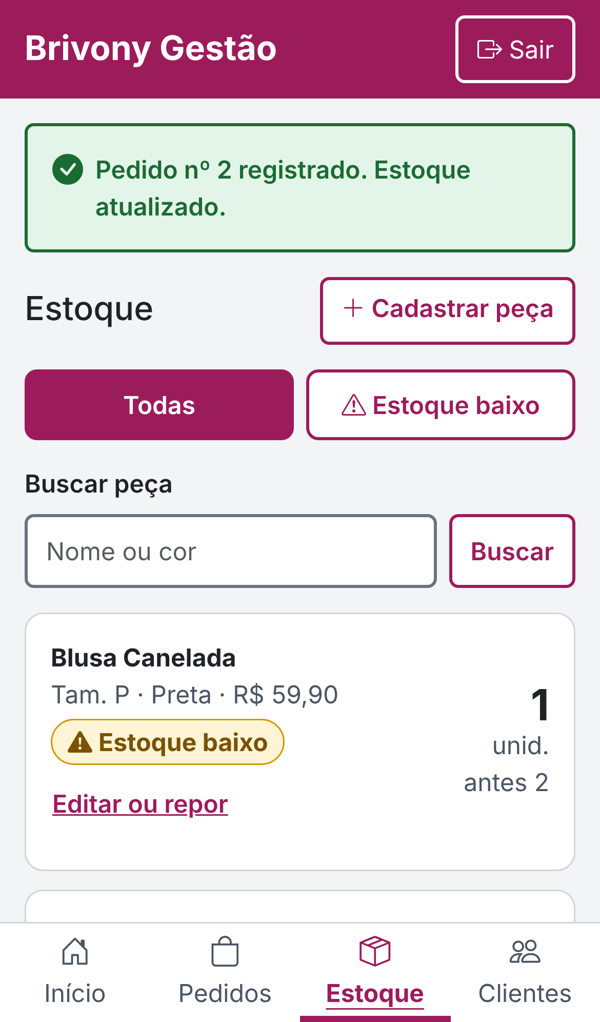 Brivony Gestão
Sair
Pedido nº 2 registrado. Estoque
atualizado.
Estoque
Cadastrar peça
Todas
Estoque baixo
Buscar peça
Nome ou cor
Buscar
Blusa Canelada
Tam. P · Preta · R$ 59,90
Estoque baixo
Editar ou repor
1
unid.
antes 2
Início
Pedidos
Estoque
Clientes